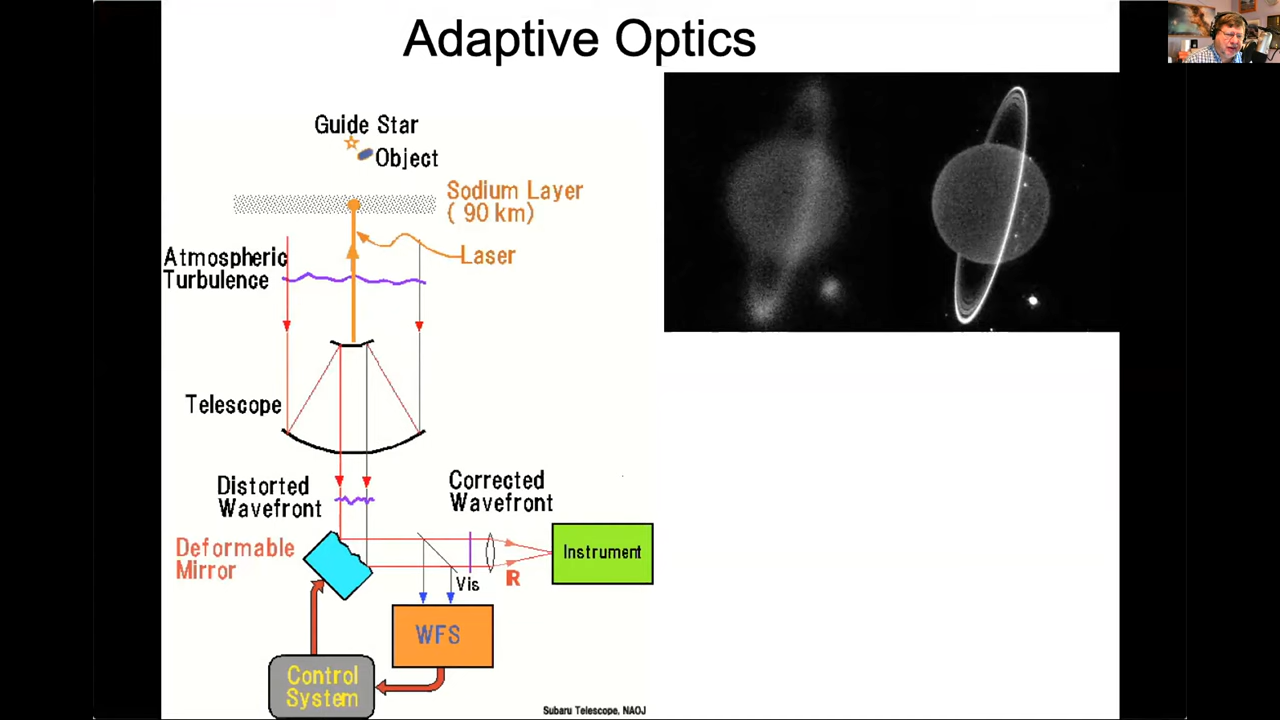 Adaptive Optics
Guide Star
Object
Sodium Layer
( 90 km)
Laser
Atmospheric
Turbulence
Telescope
Distorted
Wavefront
Corrected
Wavefront
Deformable
Mirror
Instrument
Vis
IR
WFS
Control
System
Subaru Telescope, NAOJ